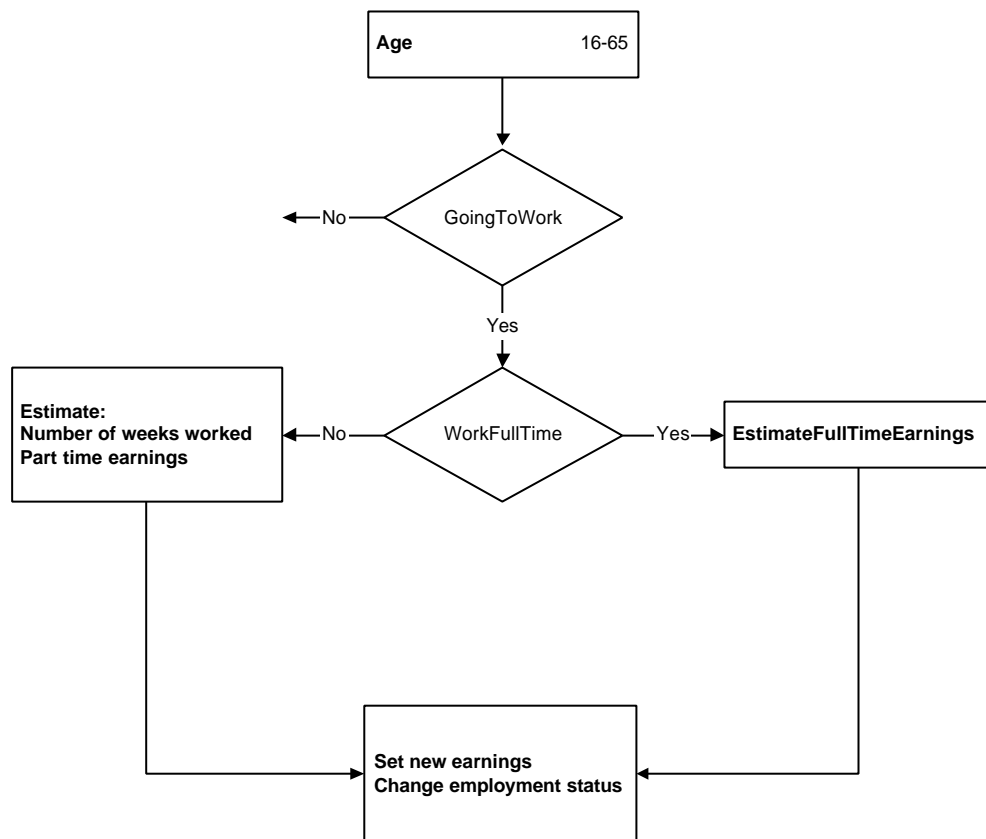 Age 16-65
GoingToWork
No
Yes
Estimate:
Number of weeks worked
Part time earnings
No
WorkFullTime
Yes
EstimateFullTimeEarnings
Set new earnings
Change employment status